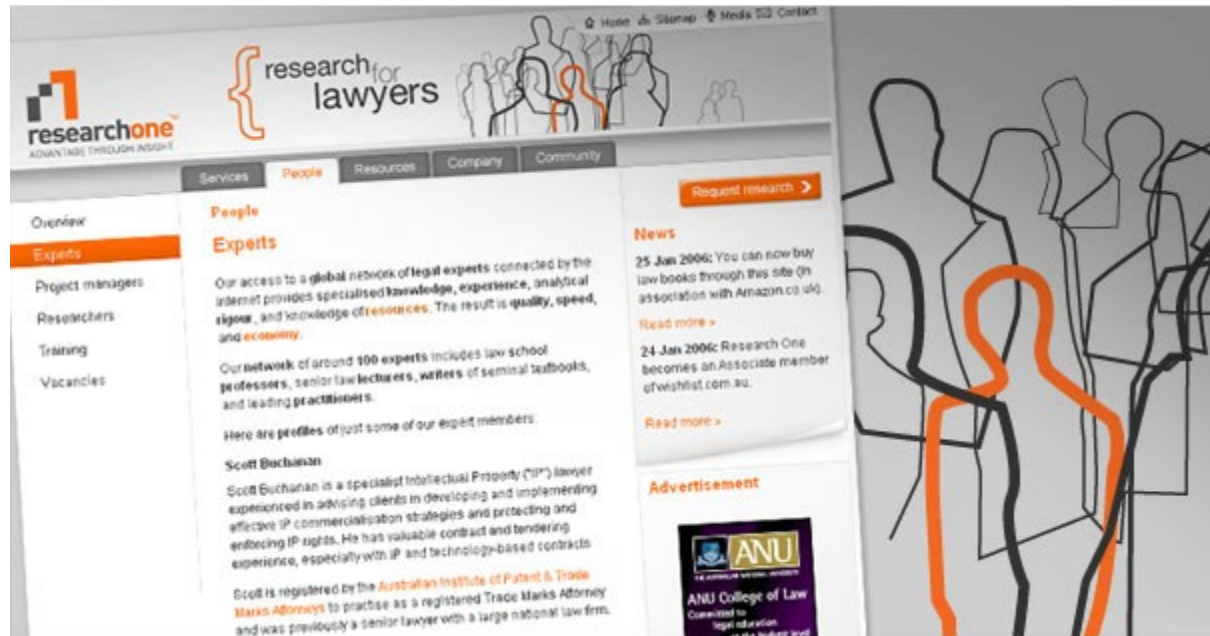 Home Sitemap Media Contact
research for
lawyers
researchone™
ADVANTAGE THROUGH INSIGHT
Services People Resources Company Community
Overview
Experts
Project managers
Researchers
Training
Vacancies
People
Experts
Our access to a global network of legal experts connected by the
internet provides specialised knowledge, experience, analytical
rigour, and knowledge of resources. The result is quality, speed,
and economy.
Our network of around 100 experts includes law school
professors, senior law lecturers, writers of seminal textbooks,
and leading practitioners.
Here are profiles of just some of our expert members:
Scott Buchanan
Scott Buchanan is a specialist Intellectual Property ("IP") lawyer
experienced in advising clients in developing and implementing
effective IP commercialisation strategies and protecting and
enforcing IP rights. He has valuable contract and tendering
experience, especially with IP and technology-based contracts
Scott is registered by the Australian Institute of Patent & Trade
Marks Attorneys to practise as a registered Trade Marks Attorney
and was previously a senior lawyer with a large national law firm.
Request research
News
25 Jan 2006: You can now buy
law books through this site (in
association with Amazon.co.uk).
Read more »
24 Jan 2006: Research One
becomes an Associate member
of wishlist.com.au.
Read more »
Advertisement
ANU
THE AUSTRALIAN NATIONAL UNIVERSITY
ANU College of Law
Committed to
legal education
at the highest level